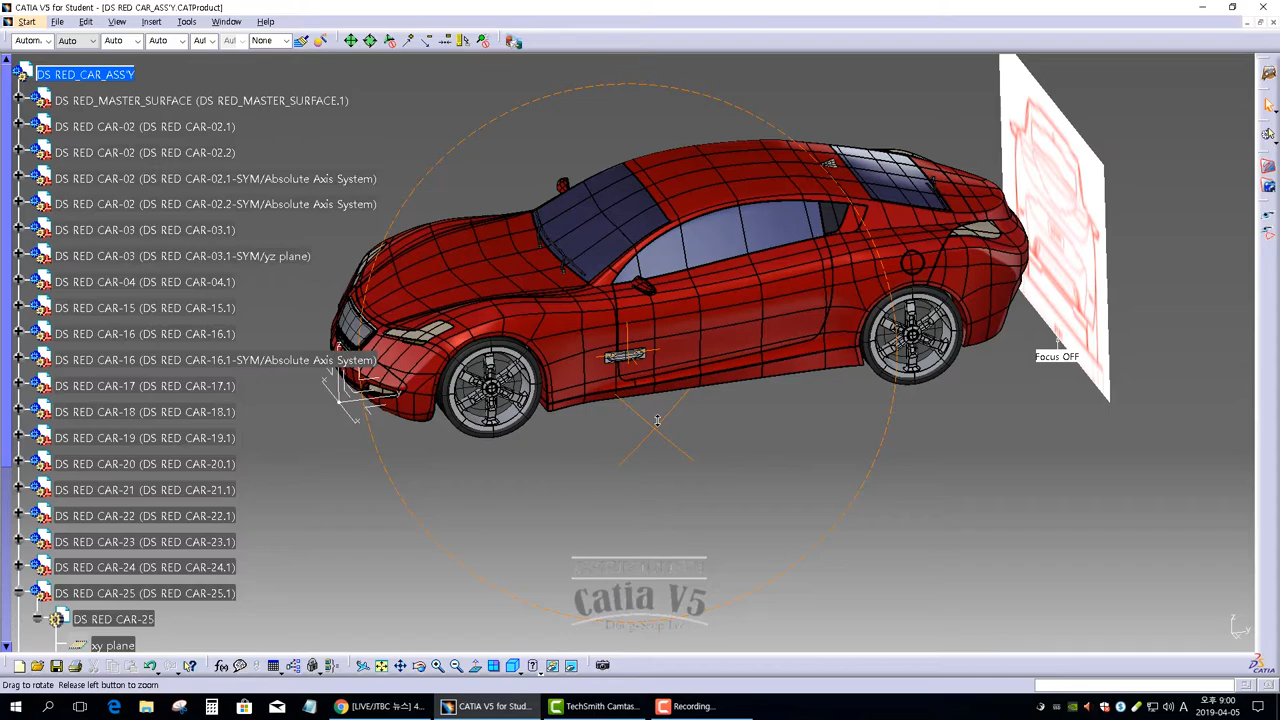 CATIA V5 for Student - [DS RED CAR_ASS'Y.CATProduct]
Start File Edit View Insert Tools Window Help
Autom. Auto Auto Auto Aut Aut None
DS RED_CAR_ASS'Y
DS RED_MASTER_SURFACE (DS RED_MASTER_SURFACE.1)
DS RED CAR-02 (DS RED CAR-02.1)
DS RED CAR-02 (DS RED CAR-02.2)
DS RED CAR-02 (DS RED CAR-02.1-SYM/Absolute Axis System)
DS RED CAR-02 (DS RED CAR-02.2-SYM/Absolute Axis System)
DS RED CAR-03 (DS RED CAR-03.1)
DS RED CAR-03 (DS RED CAR-03.1-SYM/yz plane)
DS RED CAR-04 (DS RED CAR-04.1)
DS RED CAR-15 (DS RED CAR-15.1)
DS RED CAR-16 (DS RED CAR-16.1)
DS RED CAR-16 (DS RED CAR-16.1-SYM/Absolute Axis System)
DS RED CAR-17 (DS RED CAR-17.1)
DS RED CAR-18 (DS RED CAR-18.1)
DS RED CAR-19 (DS RED CAR-19.1)
DS RED CAR-20 (DS RED CAR-20.1)
DS RED CAR-21 (DS RED CAR-21.1)
DS RED CAR-22 (DS RED CAR-22.1)
DS RED CAR-23 (DS RED CAR-23.1)
DS RED CAR-24 (DS RED CAR-24.1)
DS RED CAR-25 (DS RED CAR-25.1)
DS RED CAR-25
xy plane
Focus OFF
Catia V5
CATIA
Drag to rotate Release left button to zoom
[LIVE/JTBC 뉴스] 4...
CATIA V5 for Stud...
TechSmith Camtas...
Recording...
오후 9:00
2019-04-05